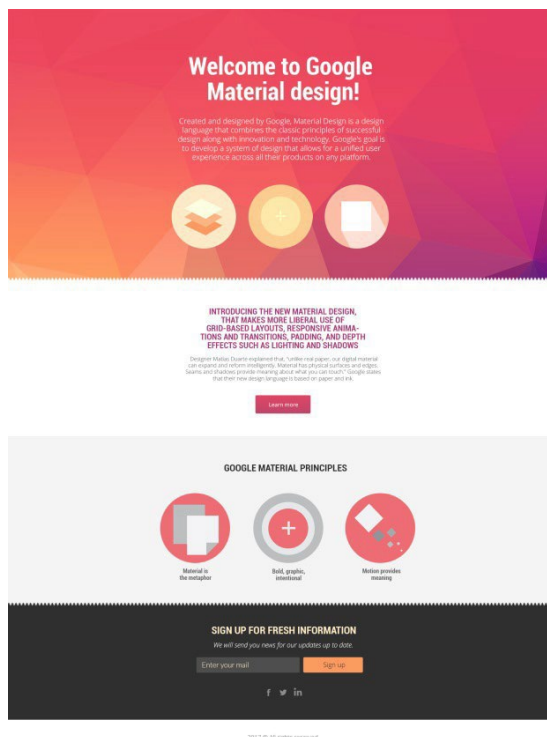 Welcome to Google
Material design!
Created and designed by Google, Material Design is a design
language that combines the classic principles of successful
design along with innovation and technology. Google's goal is
to develop a system of design that allows for a unified user
experience across all their products on any platform.
INTRODUCING THE NEW MATERIAL DESIGN,
THAT MAKES MORE LIBERAL USE OF
GRID-BASED LAYOUTS, RESPONSIVE ANIMA-
TIONS AND TRANSITIONS, PADDING, AND DEPTH
EFFECTS SUCH AS LIGHTING AND SHADOWS
Designer Matías Duarte explained that, "unlike real paper, our digital material
can expand and reform intelligently. Material has physical surfaces and edges.
Seams and shadows provide meaning about what you can touch." Google states
that their new design language is based on paper and ink.
Learn more
GOOGLE MATERIAL PRINCIPLES
Material is
the metaphor
Bold, graphic,
intentional
Motion provides
meaning
SIGN UP FOR FRESH INFORMATION
We will send you news for our updates up to date.
Enter your mail
Sign up